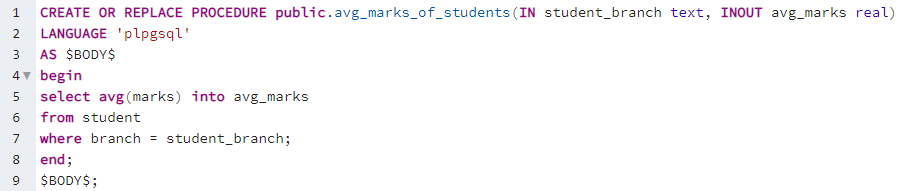 1 CREATE OR REPLACE PROCEDURE public.avg_marks_of_students(IN student_branch text, INOUT avg_marks real)
2 LANGUAGE 'plpgsql'
3 AS $BODY$
4 begin
5 select avg(marks) into avg_marks
6 from student
7 where branch = student_branch;
8 end;
9 $BODY$;